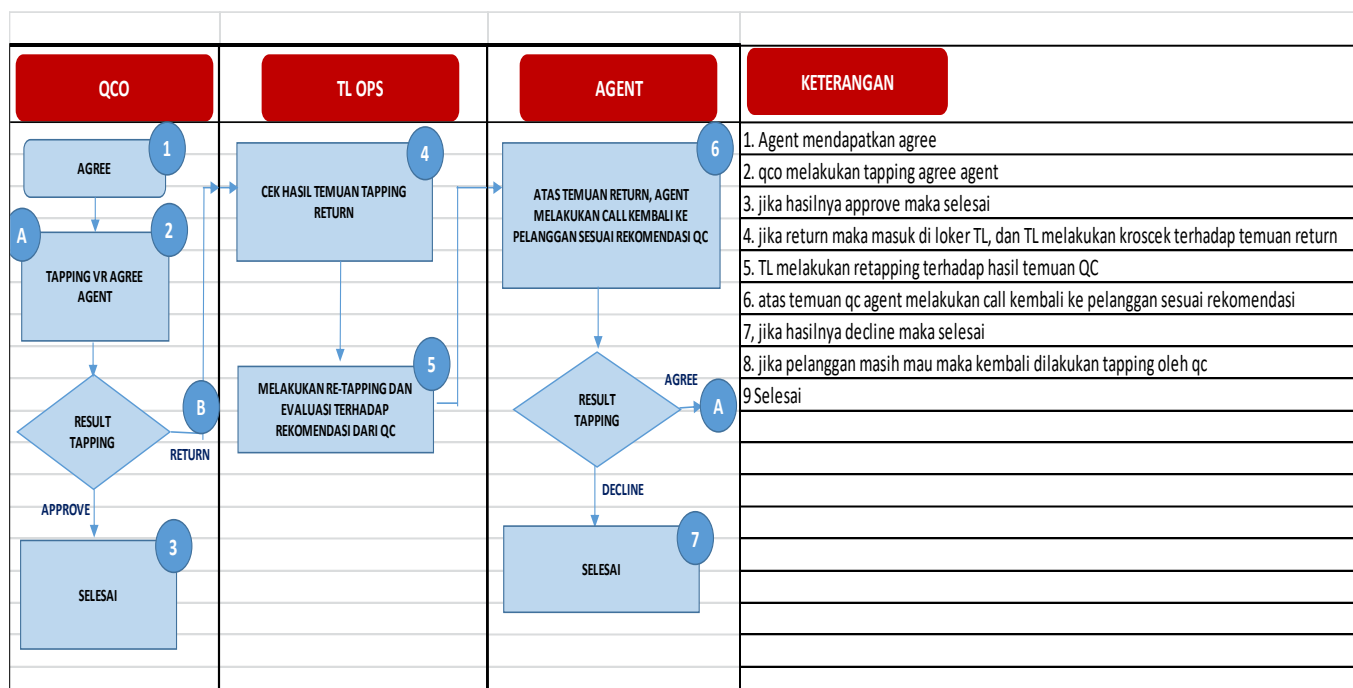 QCO
TL OPS
AGENT
KETERANGAN
1
AGREE
A
2
TAPPING VR AGREE
AGENT
RESULT
TAPPING
B
RETURN
APPROVE
3
SELESAI
4
CEK HASIL TEMUAN TAPPING
RETURN
5
MELAKUKAN RE-TAPPING DAN
EVALUASI TERHADAP
REKOMENDASI DARI QC
6
ATAS TEMUAN RETURN, AGENT
MELAKUKAN CALL KEMBALI KE
PELANGGAN SESUAI REKOMENDASI QC
RESULT
TAPPING
AGREE
A
DECLINE
7
SELESAI
1. Agent mendapatkan agree
2. qco melakukan tapping agree agent
3. jika hasilnya approve maka selesai
4. jika return maka masuk di loker TL, dan TL melakukan kroscek terhadap temuan return
5. TL melakukan retapping terhadap hasil temuan QC
6. atas temuan qc agent melakukan call kembali ke pelanggan sesuai rekomendasi
7, jika hasilnya decline maka selesai
8. jika pelanggan masih mau maka kembali dilakukan tapping oleh qc
9 Selesai